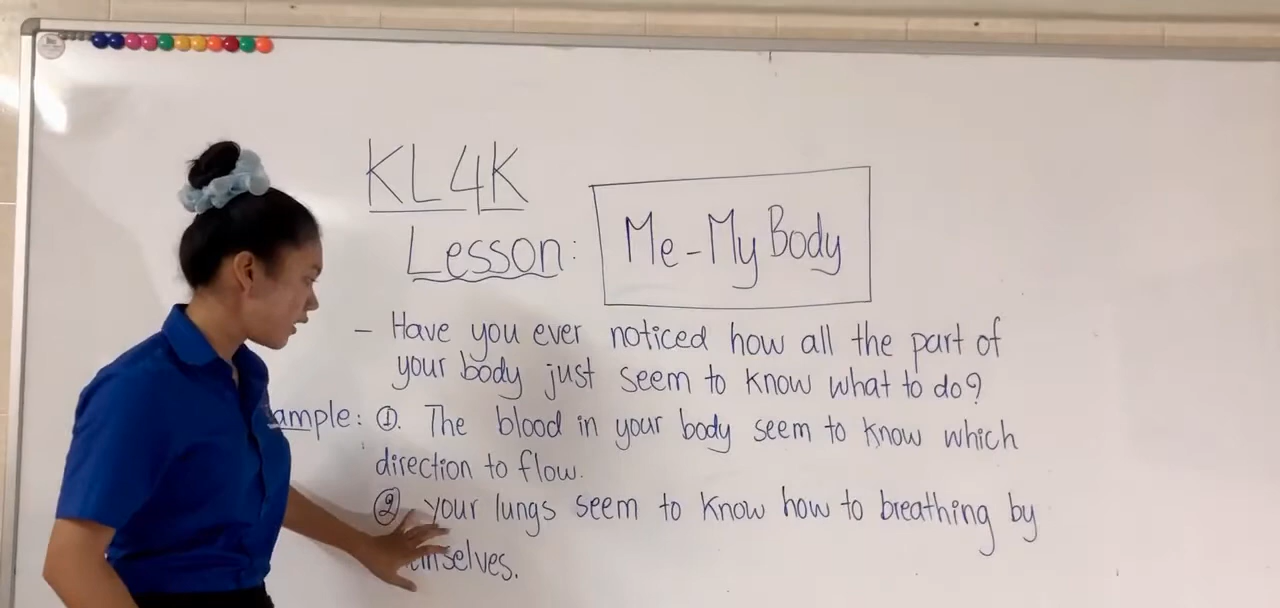 KL4K
Lesson: Me-My Body
- Have you ever noticed how all the part of
your body just seem to know what to do?
ample: ①. The blood in your body seem to know which
direction to flow.
② your lungs seem to know how to breathing by
emselves.